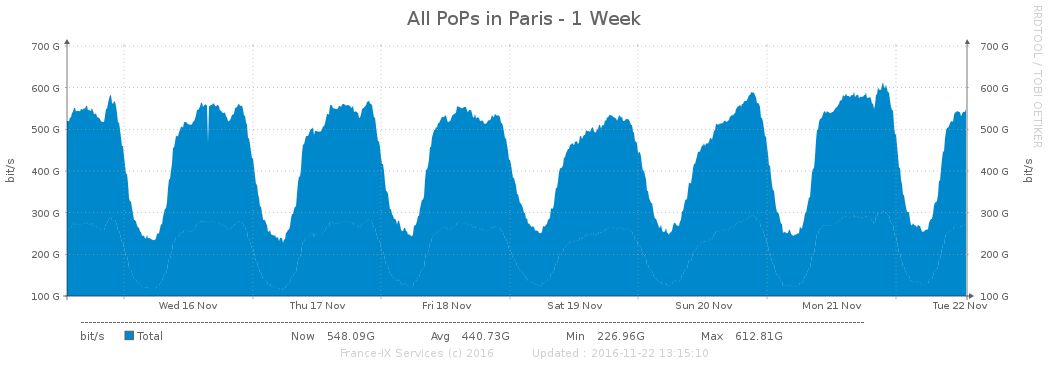 All PoPs in Paris - 1 Week
RRDTOOL / TOBI OETIKER
700 G 700 G
600 G 600 G
500 G 500 G
400 G 400 G
300 G 300 G
200 G 200 G
100 G 100 G
bit/s bit/s
Wed 16 Nov Thu 17 Nov Fri 18 Nov Sat 19 Nov Sun 20 Nov Mon 21 Nov Tue 22 Nov
bit/s Total Now 548.09G Avg 440.73G Min 226.96G Max 612.81G
France-IX Services (c) 2016 Updated : 2016-11-22 13:15:10